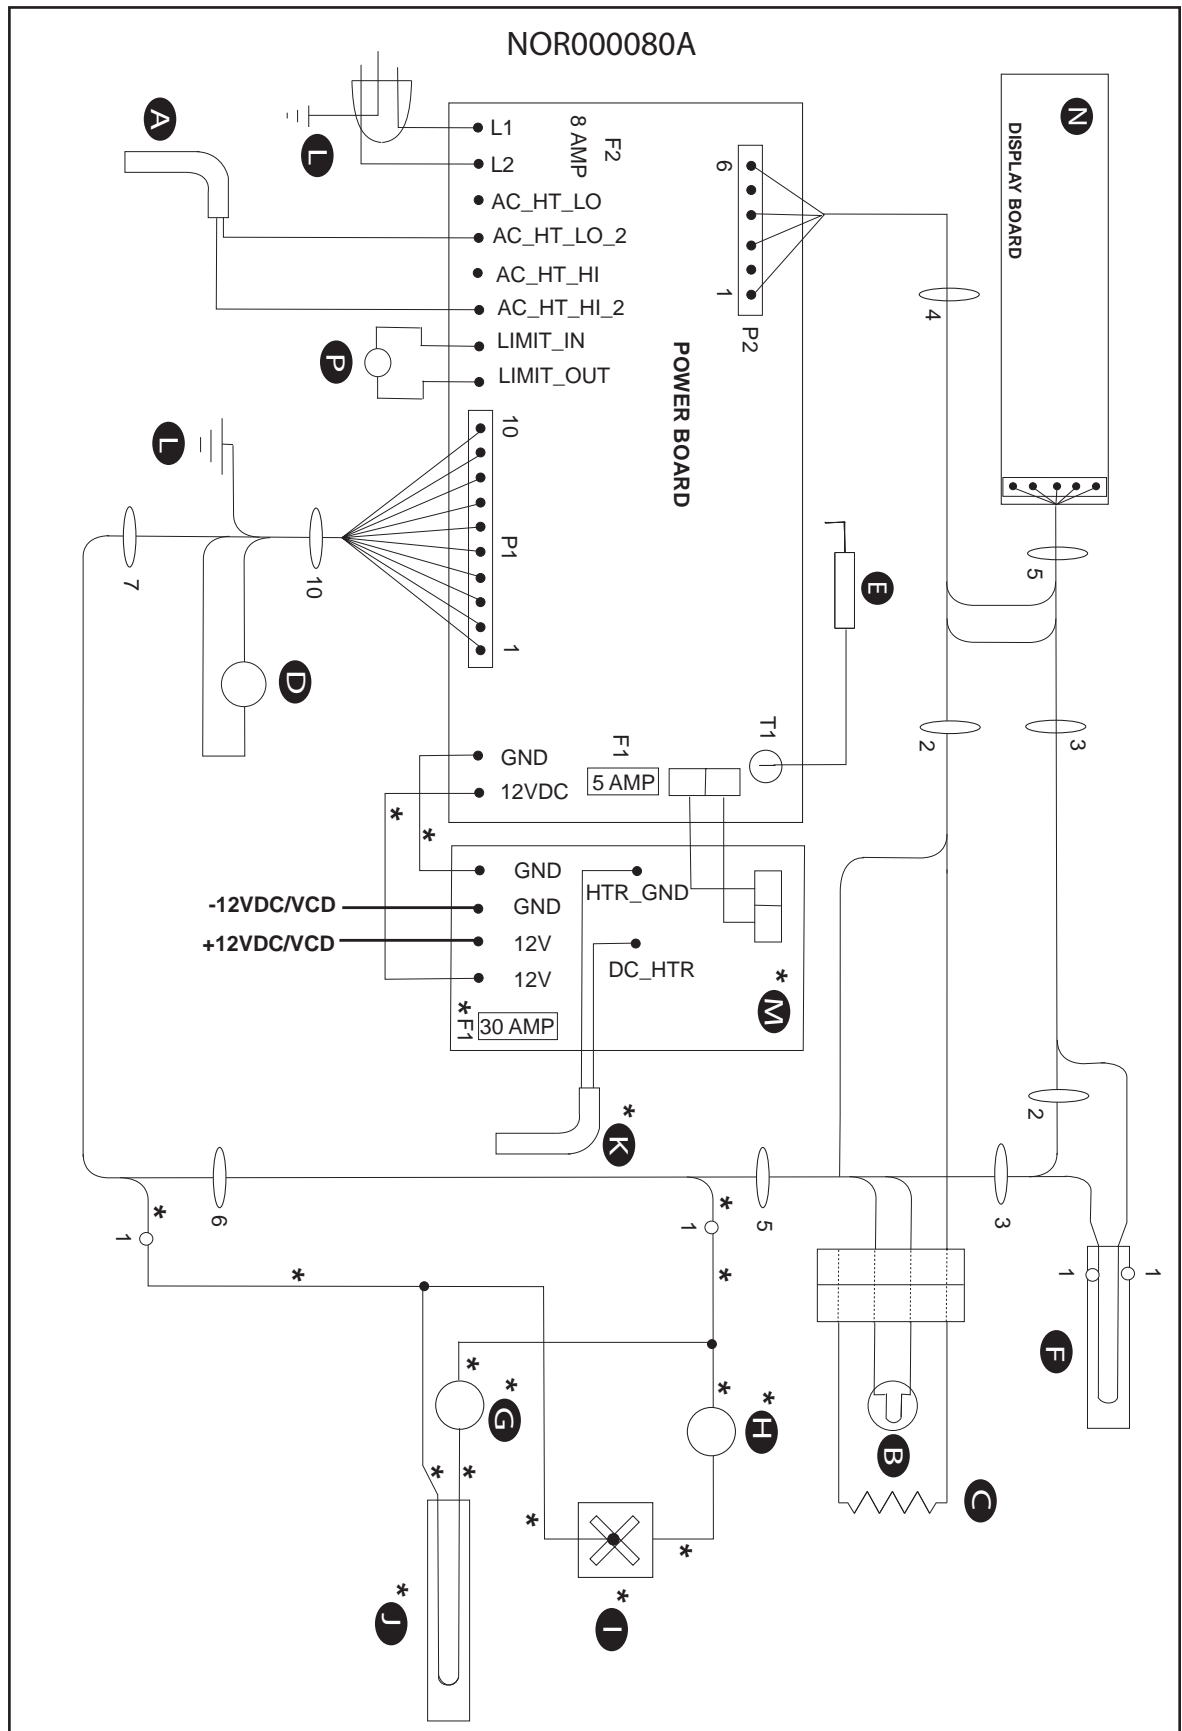 NOR000080A
N
DISPLAY BOARD
A
L
L1
L2
F2
8 AMP
AC_HT_LO
AC_HT_LO_2
AC_HT_HI
AC_HT_HI_2
LIMIT_IN
LIMIT_OUT
6
1
P2
4
P
POWER BOARD
L
10
P1
1
10
7
D
5
E
T1
2
3
GND
12VDC
F1
5 AMP
*
*
GND
GND
12V
12V
-12VDC/VCD
+12VDC/VCD
HTR_GND
DC_HTR
* M
* F1
30 AMP
* K
2
6
5
3
*
1
*
1
1
1
*
*
F
*
* G
*
* H
B
C
*
*
*
*
* I
* J